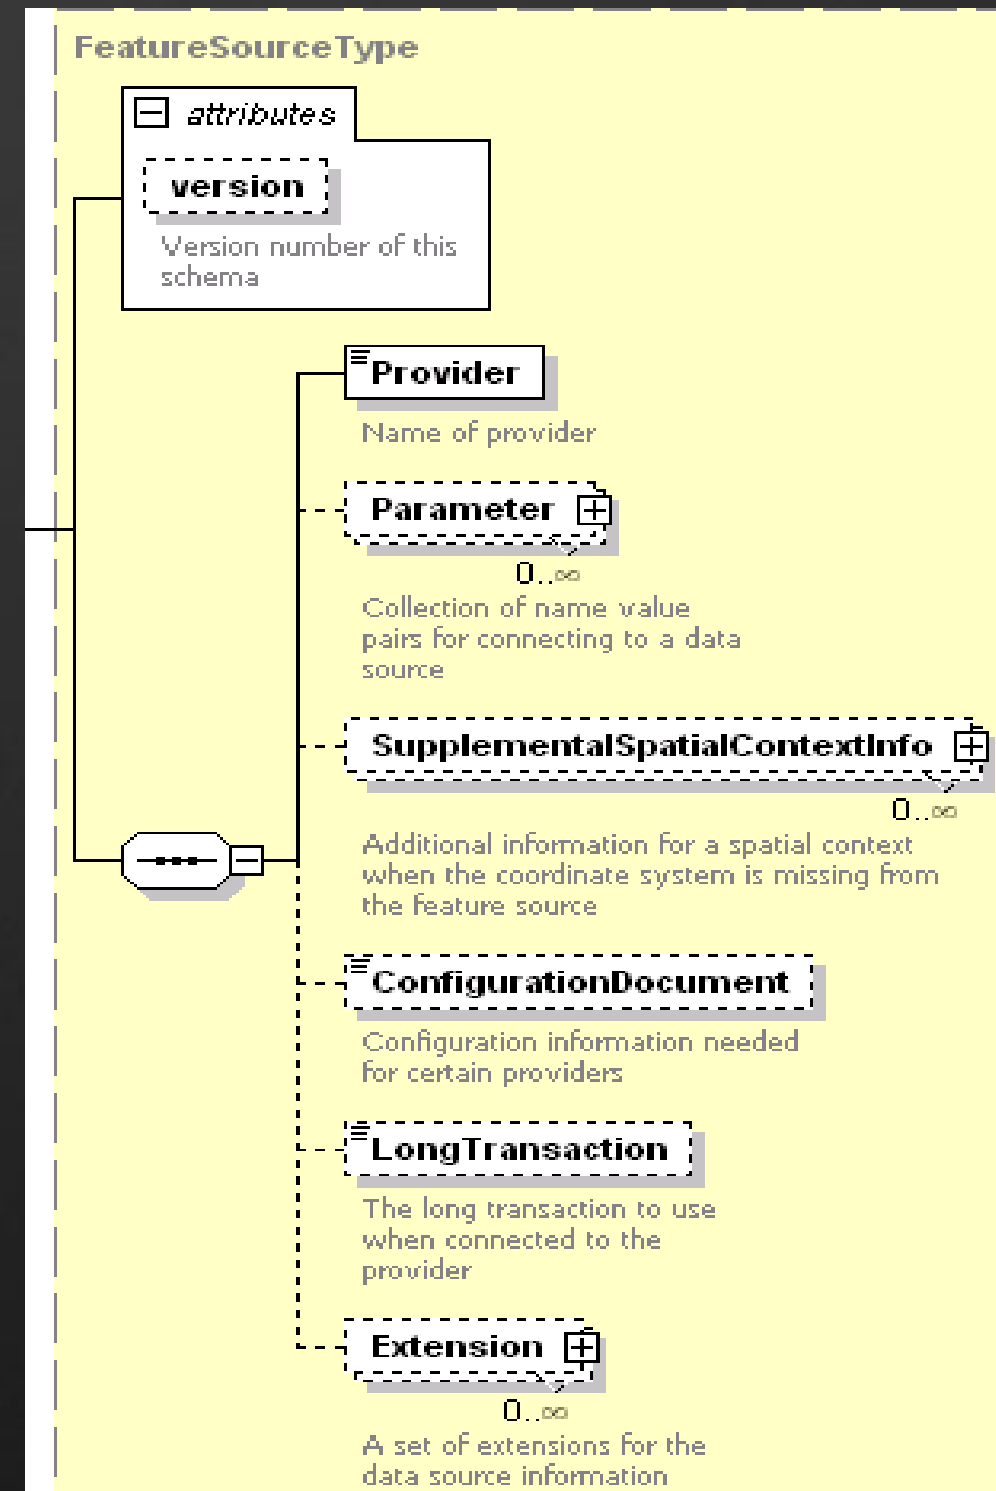 FeatureSourceType
attributes
version
Version number of this
schema
Provider
Name of provider
Parameter
0..∞
Collection of name value
pairs for connecting to a data
source
SupplementalSpatialContextInfo
0..∞
Additional information for a spatial context
when the coordinate system is missing from
the feature source
ConfigurationDocument
Configuration information needed
for certain providers
LongTransaction
The long transaction to use
when connected to the
provider
Extension
0..∞
A set of extensions for the
data source information